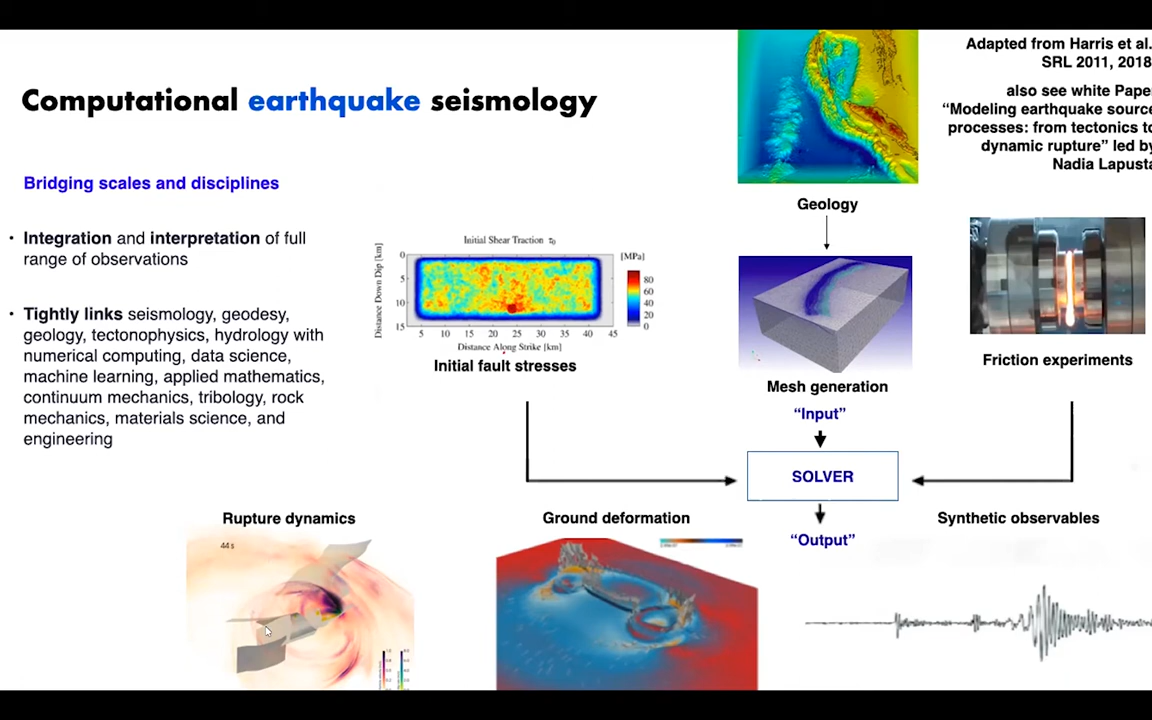 Computational earthquake seismology
Bridging scales and disciplines
• Integration and interpretation of full
range of observations
• Tightly links seismology, geodesy,
geology, tectonophysics, hydrology with
numerical computing, data science,
machine learning, applied mathematics,
continuum mechanics, tribology, rock
mechanics, materials science, and
engineering
Initial Shear Traction τ0
[MPa]
Distance Down Dip [km]
0
5
10
15
5 10 15 20 25 30 35 40 45
Distance Along Strike [km]
80
60
40
20
0
Initial fault stresses
Geology
Mesh generation
“Input”
SOLVER
“Output”
Adapted from Harris et al.
SRL 2011, 2018
also see white Paper
“Modeling earthquake source
processes: from tectonics to
dynamic rupture” led by
Nadia Lapusta
Friction experiments
Rupture dynamics
44 s
Ground deformation
Synthetic observables